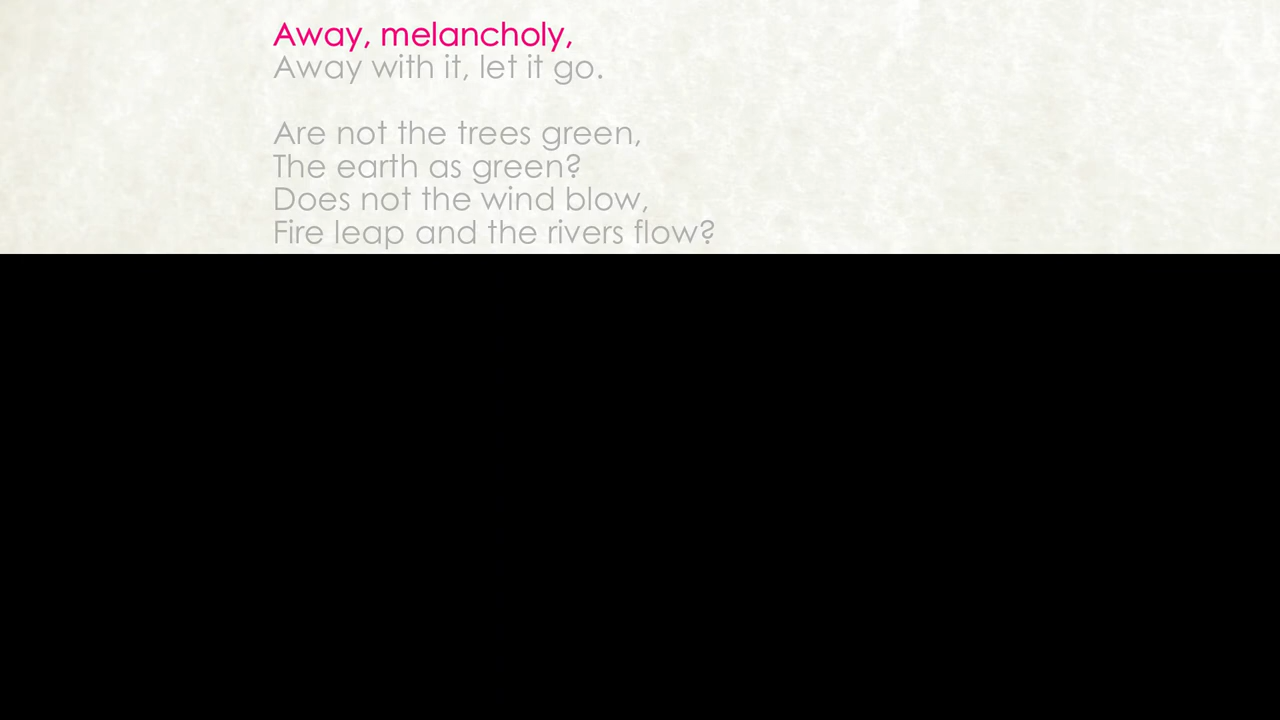 Away, melancholy,
Away with it, let it go.
Are not the trees green,
The earth as green?
Does not the wind blow,
Fire leap and the rivers flow?